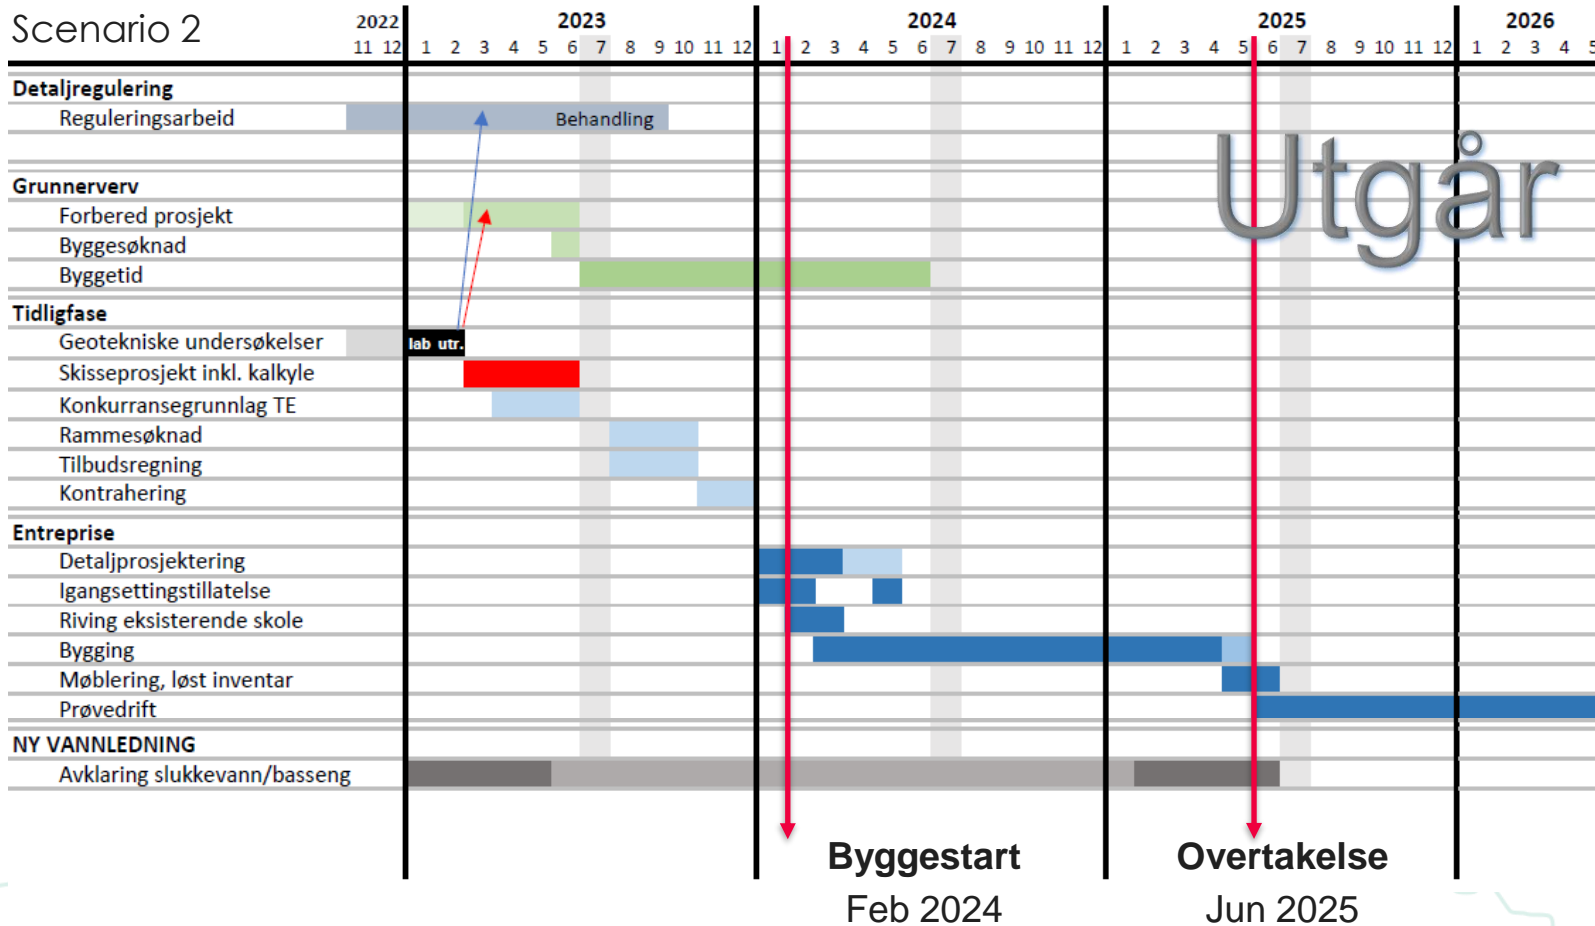 Scenario 2
2022 2023 2024 2025 2026
11 12 1 2 3 4 5 6 7 8 9 10 11 12 1 2 3 4 5 6 7 8 9 10 11 12 1 2 3 4 5 6 7 8 9 10 11 12 1 2 3 4 5
Detaljregulering
Reguleringsarbeid Behandling
Utgår
Grunnerverv
Forbered prosjekt
Byggesøknad
Byggetid
Tidligfase
Geotekniske undersøkelser lab utr.
Skisseprosjekt inkl. kalkyle
Konkurransegrunnlag TE
Rammesøknad
Tilbudsregning
Kontrahering
Entreprise
Detaljprosjektering
Igangsettingstillatelse
Riving eksisterende skole
Bygging
Møblering, løst inventar
Prøvedrift
NY VANNLEDNING
Avklaring slukkevann/basseng
Byggestart Overtakelse
Feb 2024 Jun 2025